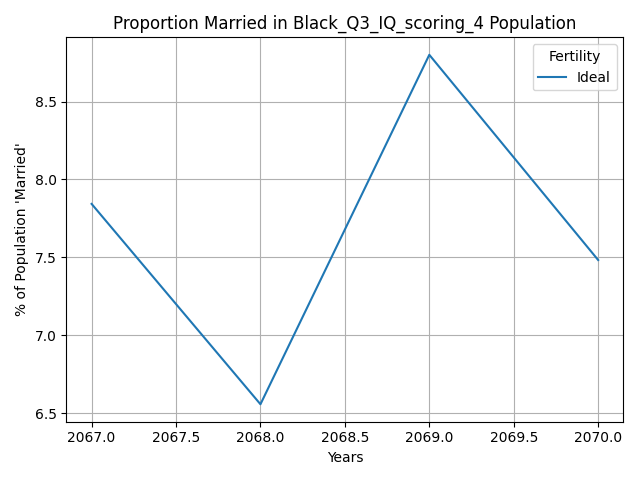 Proportion Married in Black_Q3_IQ_scoring_4 Population
Fertility
Ideal
% of Population 'Married'
8.5
8.0
7.5
7.0
6.5
2067.0 2067.5 2068.0 2068.5 2069.0 2069.5 2070.0
Years